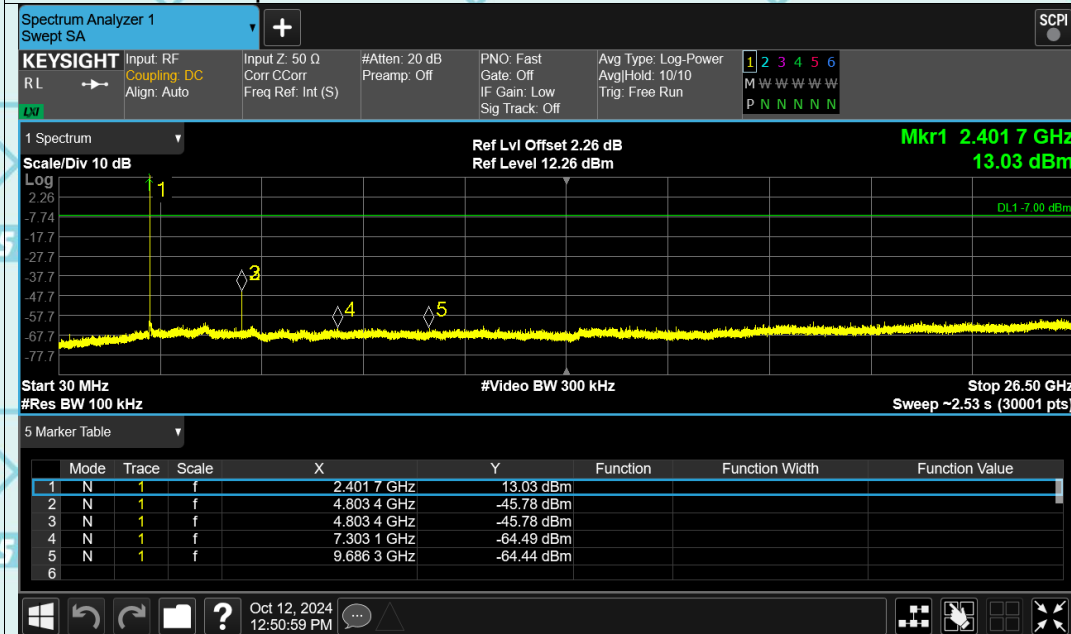 Spectrum Analyzer 1
Swept SA
+
SCPI
KEYSIGHT
RL
LXI
Input: RF
Coupling: DC
Align: Auto
Input Z: 50 Ω
Corr CCorr
Freq Ref: Int (S)
#Atten: 20 dB
Preamp: Off
PNO: Fast
Gate: Off
IF Gain: Low
Sig Track: Off
Avg Type: Log-Power
Avg|Hold: 10/10
Trig: Free Run
1 2 3 4 5 6
M W W W W W
P N N N N N
1 Spectrum
Scale/Div 10 dB
Ref Lvl Offset 2.26 dB
Ref Level 12.26 dBm
Mkr1 2.401 7 GHz
13.03 dBm
Log
1
2.26
DL1 -7.00 dBm
-7.74
-17.7
-27.7
3
-37.7
-47.7
4
5
-57.7
-67.7
-77.7
Start 30 MHz
#Video BW 300 kHz
Stop 26.50 GHz
#Res BW 100 kHz
Sweep ~2.53 s (30001 pts)
5 Marker Table
Mode Trace Scale X Y Function Function Width Function Value
1 N 1 f 2.401 7 GHz 13.03 dBm
2 N 1 f 4.803 4 GHz -45.78 dBm
3 N 1 f 4.803 4 GHz -45.78 dBm
4 N 1 f 7.303 1 GHz -64.49 dBm
5 N 1 f 9.686 3 GHz -64.44 dBm
6
?
Oct 12, 2024
12:50:59 PM